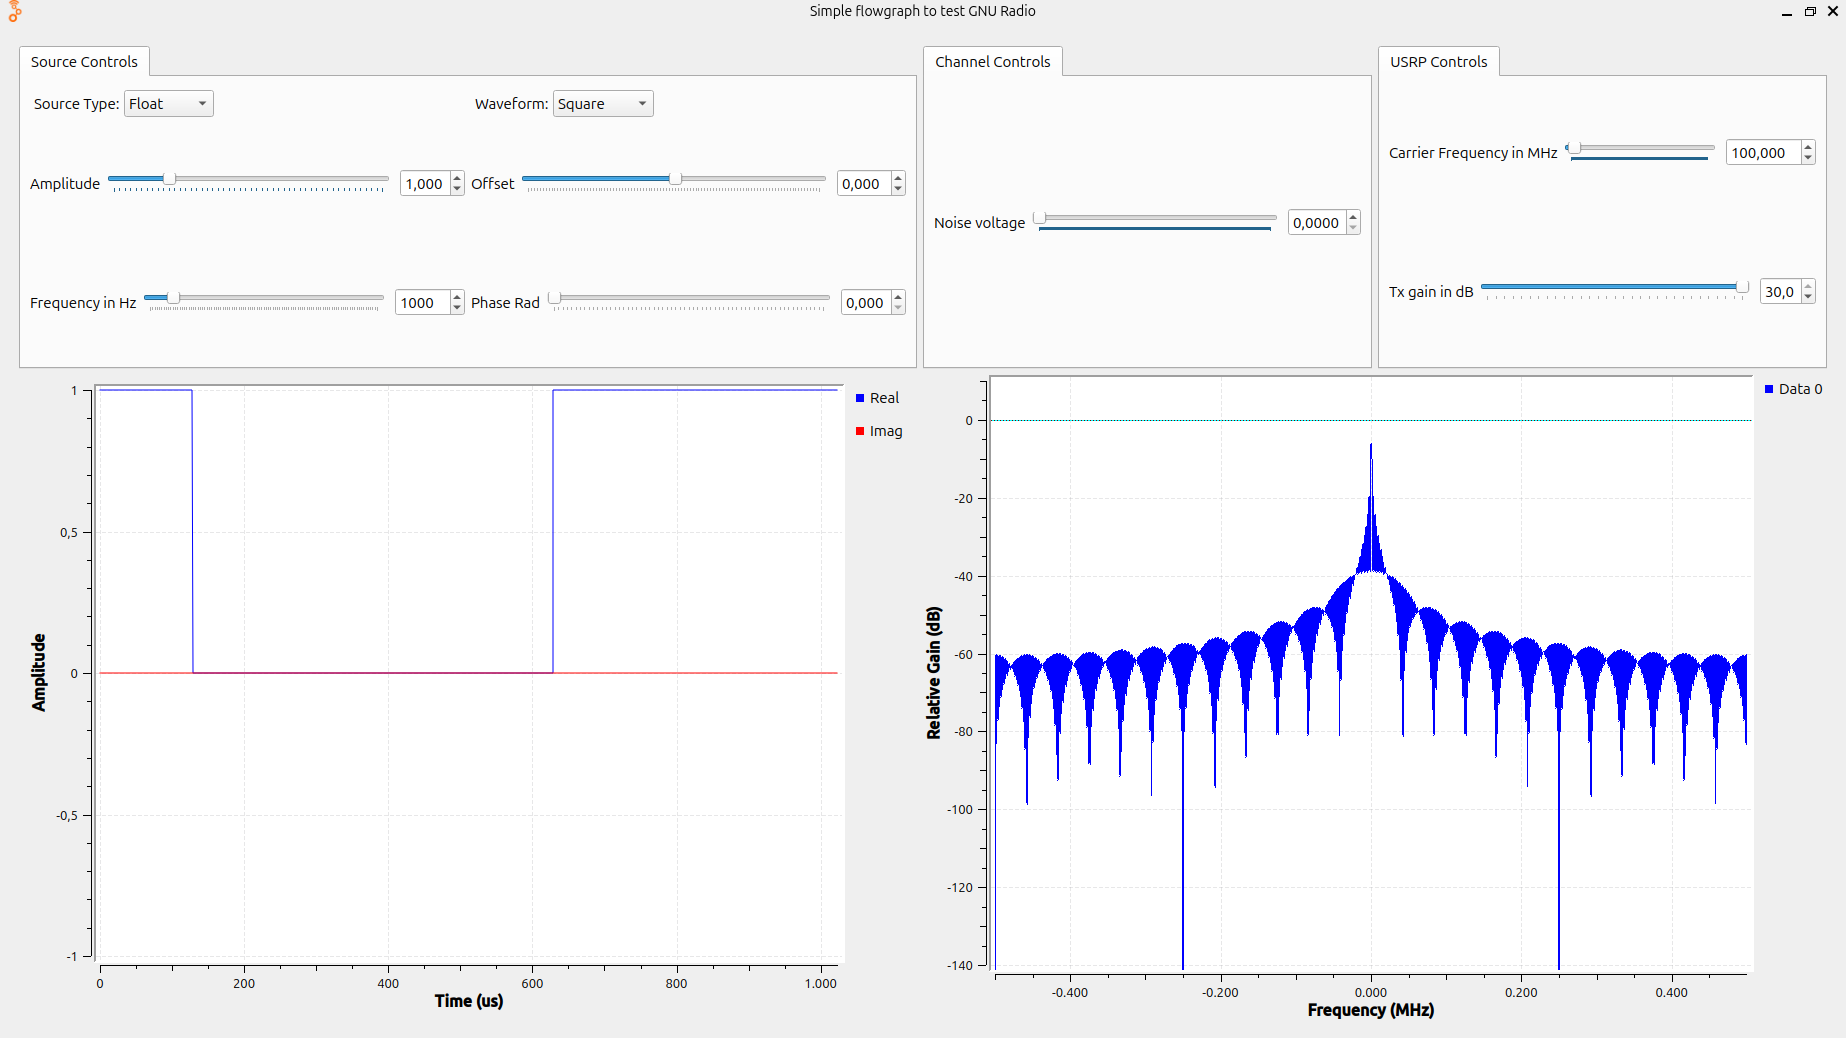 Simple flowgraph to test GNU Radio
Source Controls
Source Type: Float
Waveform: Square
Amplitude 1,000
Offset 0,000
Frequency in Hz 1000
Phase Rad 0,000
Channel Controls
Noise voltage 0,0000
USRP Controls
Carrier Frequency in MHz 100,000
Tx gain in dB 30,0
1
0,5
0
-0,5
-1
Amplitude
0 200 400 600 800 1.000
Time (us)
Real
Imag
0
-20
-40
-60
-80
-100
-120
-140
Relative Gain (dB)
-0.400 -0.200 0.000 0.200 0.400
Frequency (MHz)
Data 0